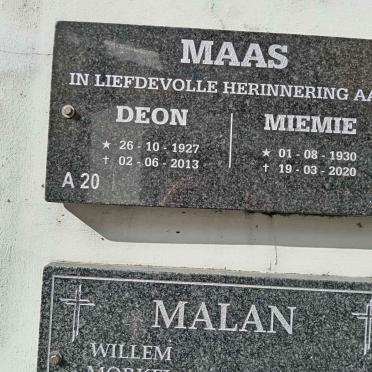 MAAS
IN LIEFDEVOLLE HERINNERING AA
DEON MIEMIE
★ 26 - 10 - 1927 ★ 01 - 08 - 1930
† 02 - 06 - 2013 † 19 - 03 - 2020
A 20
MALAN
WILLEM